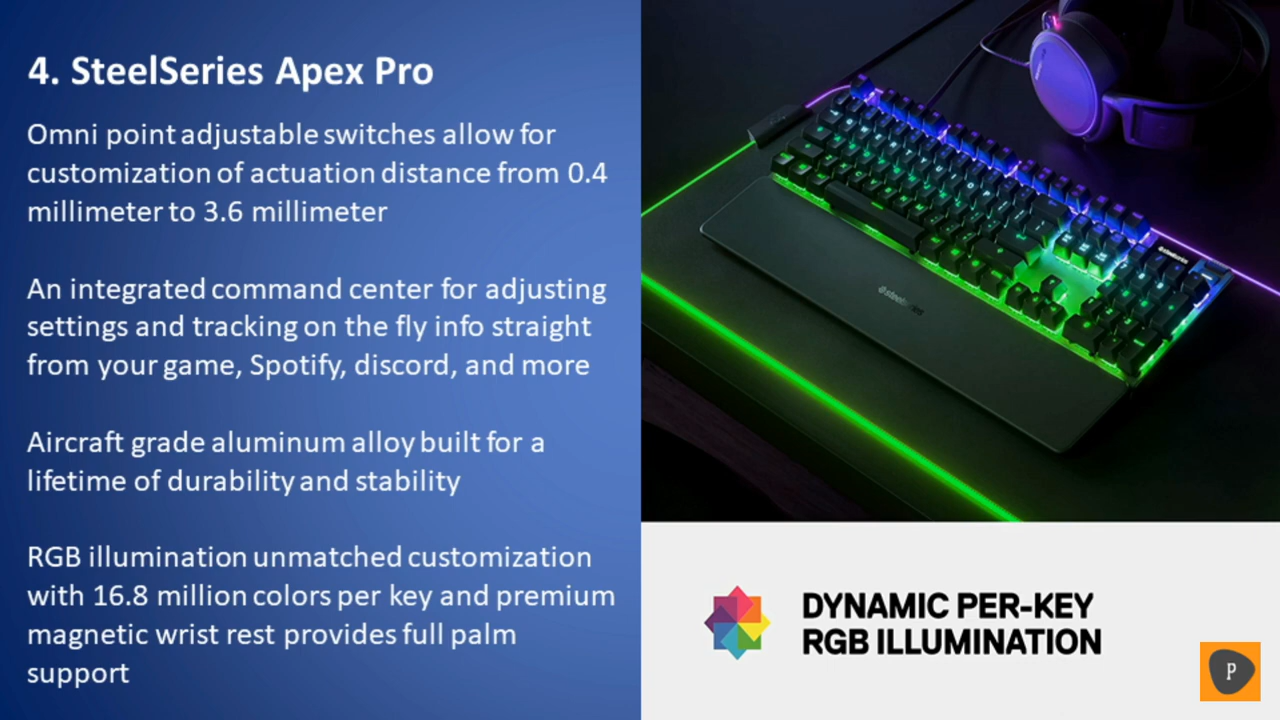 4. SteelSeries Apex Pro
Omni point adjustable switches allow for
customization of actuation distance from 0.4
millimeter to 3.6 millimeter
An integrated command center for adjusting
settings and tracking on the fly info straight
from your game, Spotify, discord, and more
Aircraft grade aluminum alloy built for a
lifetime of durability and stability
RGB illumination unmatched customization
with 16.8 million colors per key and premium
magnetic wrist rest provides full palm
support
steelseries
DYNAMIC PER-KEY
RGB ILLUMINATION
P